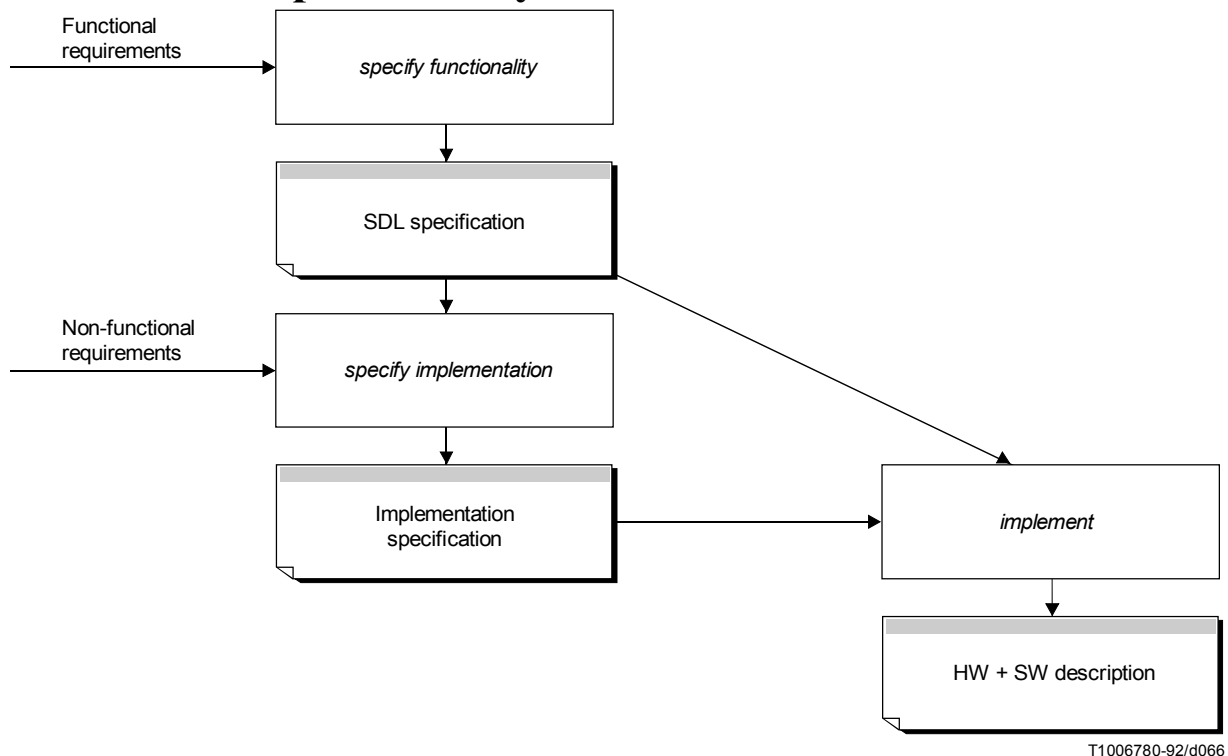 Functional
requirements
specify functionality
SDL specification
Non-functional
requirements
specify implementation
Implementation
specification
implement
HW + SW description
T1006780-92/d066